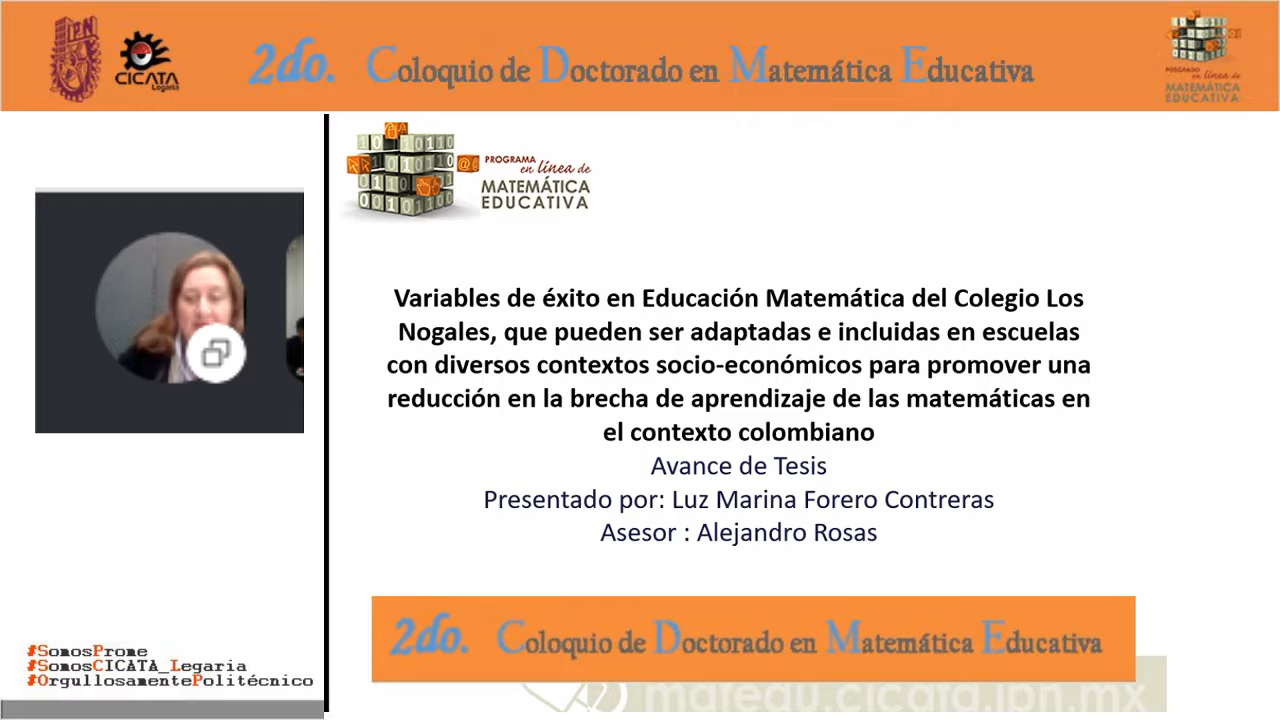 IPN
CICATA
Legaria
2do. Coloquio de Doctorado en Matemática Educativa
POSGRADO
en línea de
MATEMÁTICA
EDUCATIVA
PROGRAMA
en línea de
MATEMÁTICA
EDUCATIVA
Variables de éxito en Educación Matemática del Colegio Los
Nogales, que pueden ser adaptadas e incluidas en escuelas
con diversos contextos socio-económicos para promover una
reducción en la brecha de aprendizaje de las matemáticas en
el contexto colombiano
Avance de Tesis
Presentado por: Luz Marina Forero Contreras
Asesor : Alejandro Rosas
2do. Coloquio de Doctorado en Matemática Educativa
matedu.cicata.ipn.mx
#SomosProme
#SomosCICATA_Legaria
#OrgullosamentePolitécnico